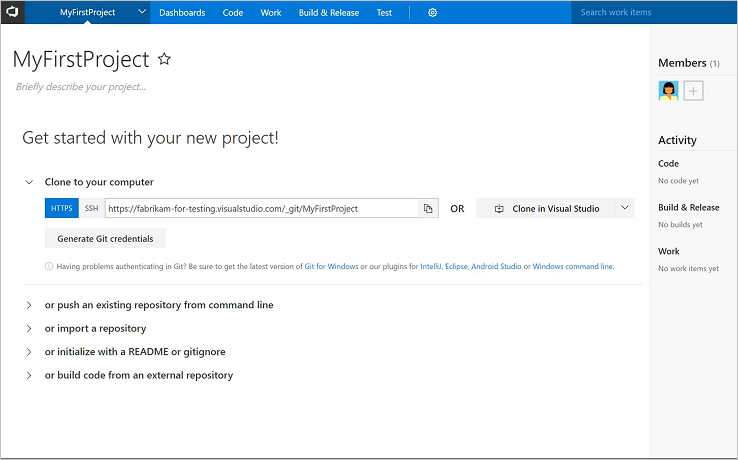 MyFirstProject Dashboards Code Work Build & Release Test Search work items
MyFirstProject
Briefly describe your project...
Get started with your new project!
Clone to your computer
HTTPS SSH https://fabrikam-for-testing.visualstudio.com/_git/MyFirstProject OR Clone in Visual Studio
Generate Git credentials
Having problems authenticating in Git? Be sure to get the latest version of Git for Windows or our plugins for IntelliJ, Eclipse, Android Studio or Windows command line.
or push an existing repository from command line
or import a repository
or initialize with a README or gitignore
or build code from an external repository
Members (1)
Activity
Code
No code yet
Build & Release
No builds yet
Work
No work items yet